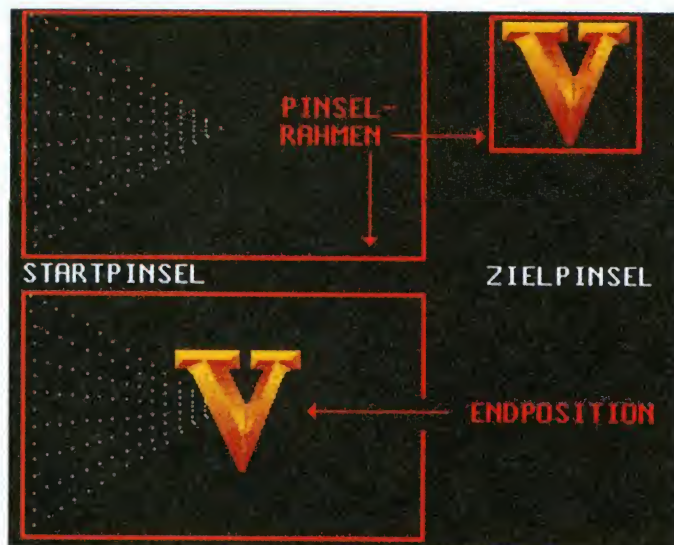 PINSEL-
RAHMEN
V
STARTPINSEL
ZIELPINSEL
V
ENDPOSITION